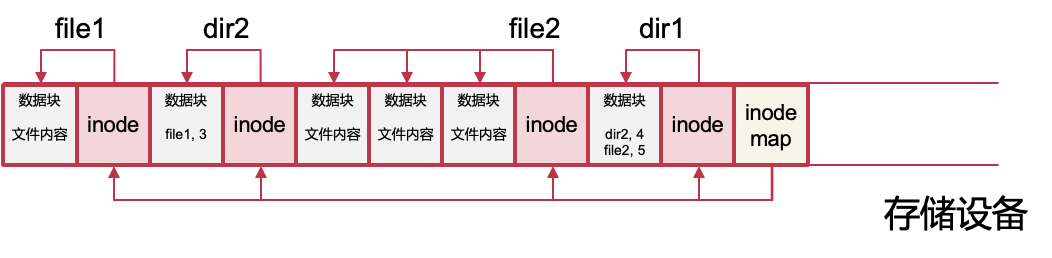 file1
dir2
file2
dir1
数据块
文件内容
inode
数据块
file1, 3
inode
数据块
文件内容
数据块
文件内容
数据块
文件内容
inode
数据块
dir2, 4
file2, 5
inode
inode
map
存储设备